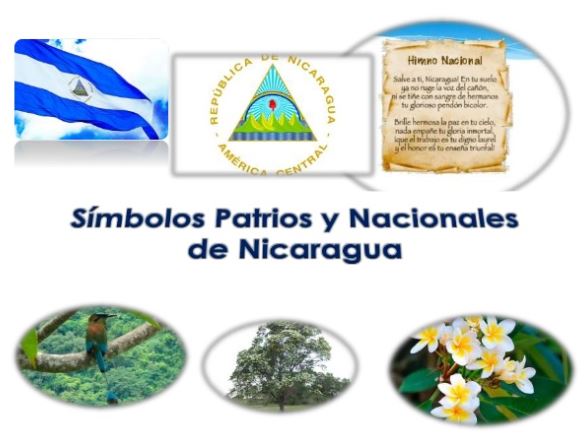 REPÚBLICA DE NICARAGUA
AMÉRICA CENTRAL
Himno Nacional
Salve a ti, Nicaragua! En tu suelo
ya no ruge la voz del cañón,
ni se tiñe con sangre de hermanos
tu glorioso pendón bicolor.
Brille hermosa la paz en tu cielo,
nada empañe tu gloria inmortal,
que el trabajo es tu digno laurel
y el honor es tu enseña triunfal!
Símbolos Patrios y Nacionales
de Nicaragua